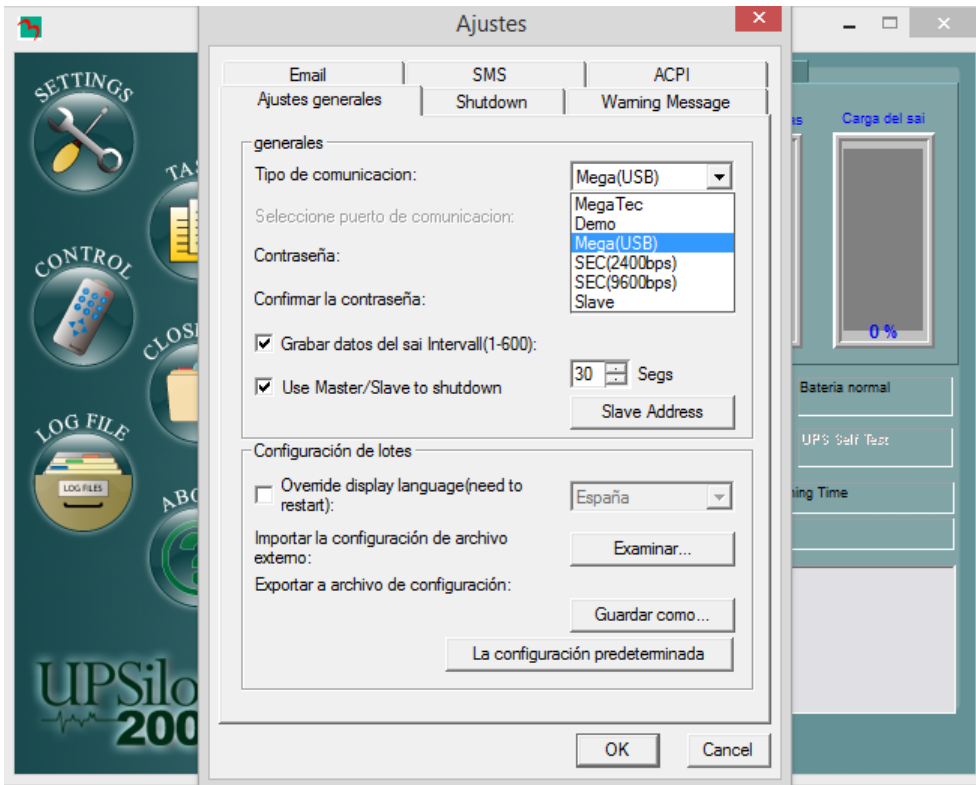 Ajustes
Email
SMS
ACPI
Ajustes generales
Shutdown
Warning Message
generales
Tipo de comunicacion:
Mega(USB)
MegaTec
Demo
Mega(USB)
SEC(2400bps)
SEC(9600bps)
Slave
Seleccione puerto de comunicacion:
Contraseña:
Confirmar la contraseña:
Grabar datos del sai Intervall(1-600):
30
Segs
Use Master/Slave to shutdown
Slave Address
Configuración de lotes
Override display language(need to
restart):
España
Importar la configuración de archivo
externo:
Examinar...
Exportar a archivo de configuración:
Guardar como...
La configuración predeterminada
OK
Cancel
SETTINGS
CONTROL
LOG FILE
LOG FILES
UPSilo
200
Carga del sai
0 %
Bateria normal
UPS Self Test